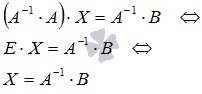 (A⁻¹ · A) · X = A⁻¹ · B ⇔
E · X = A⁻¹ · B ⇔
X = A⁻¹ · B